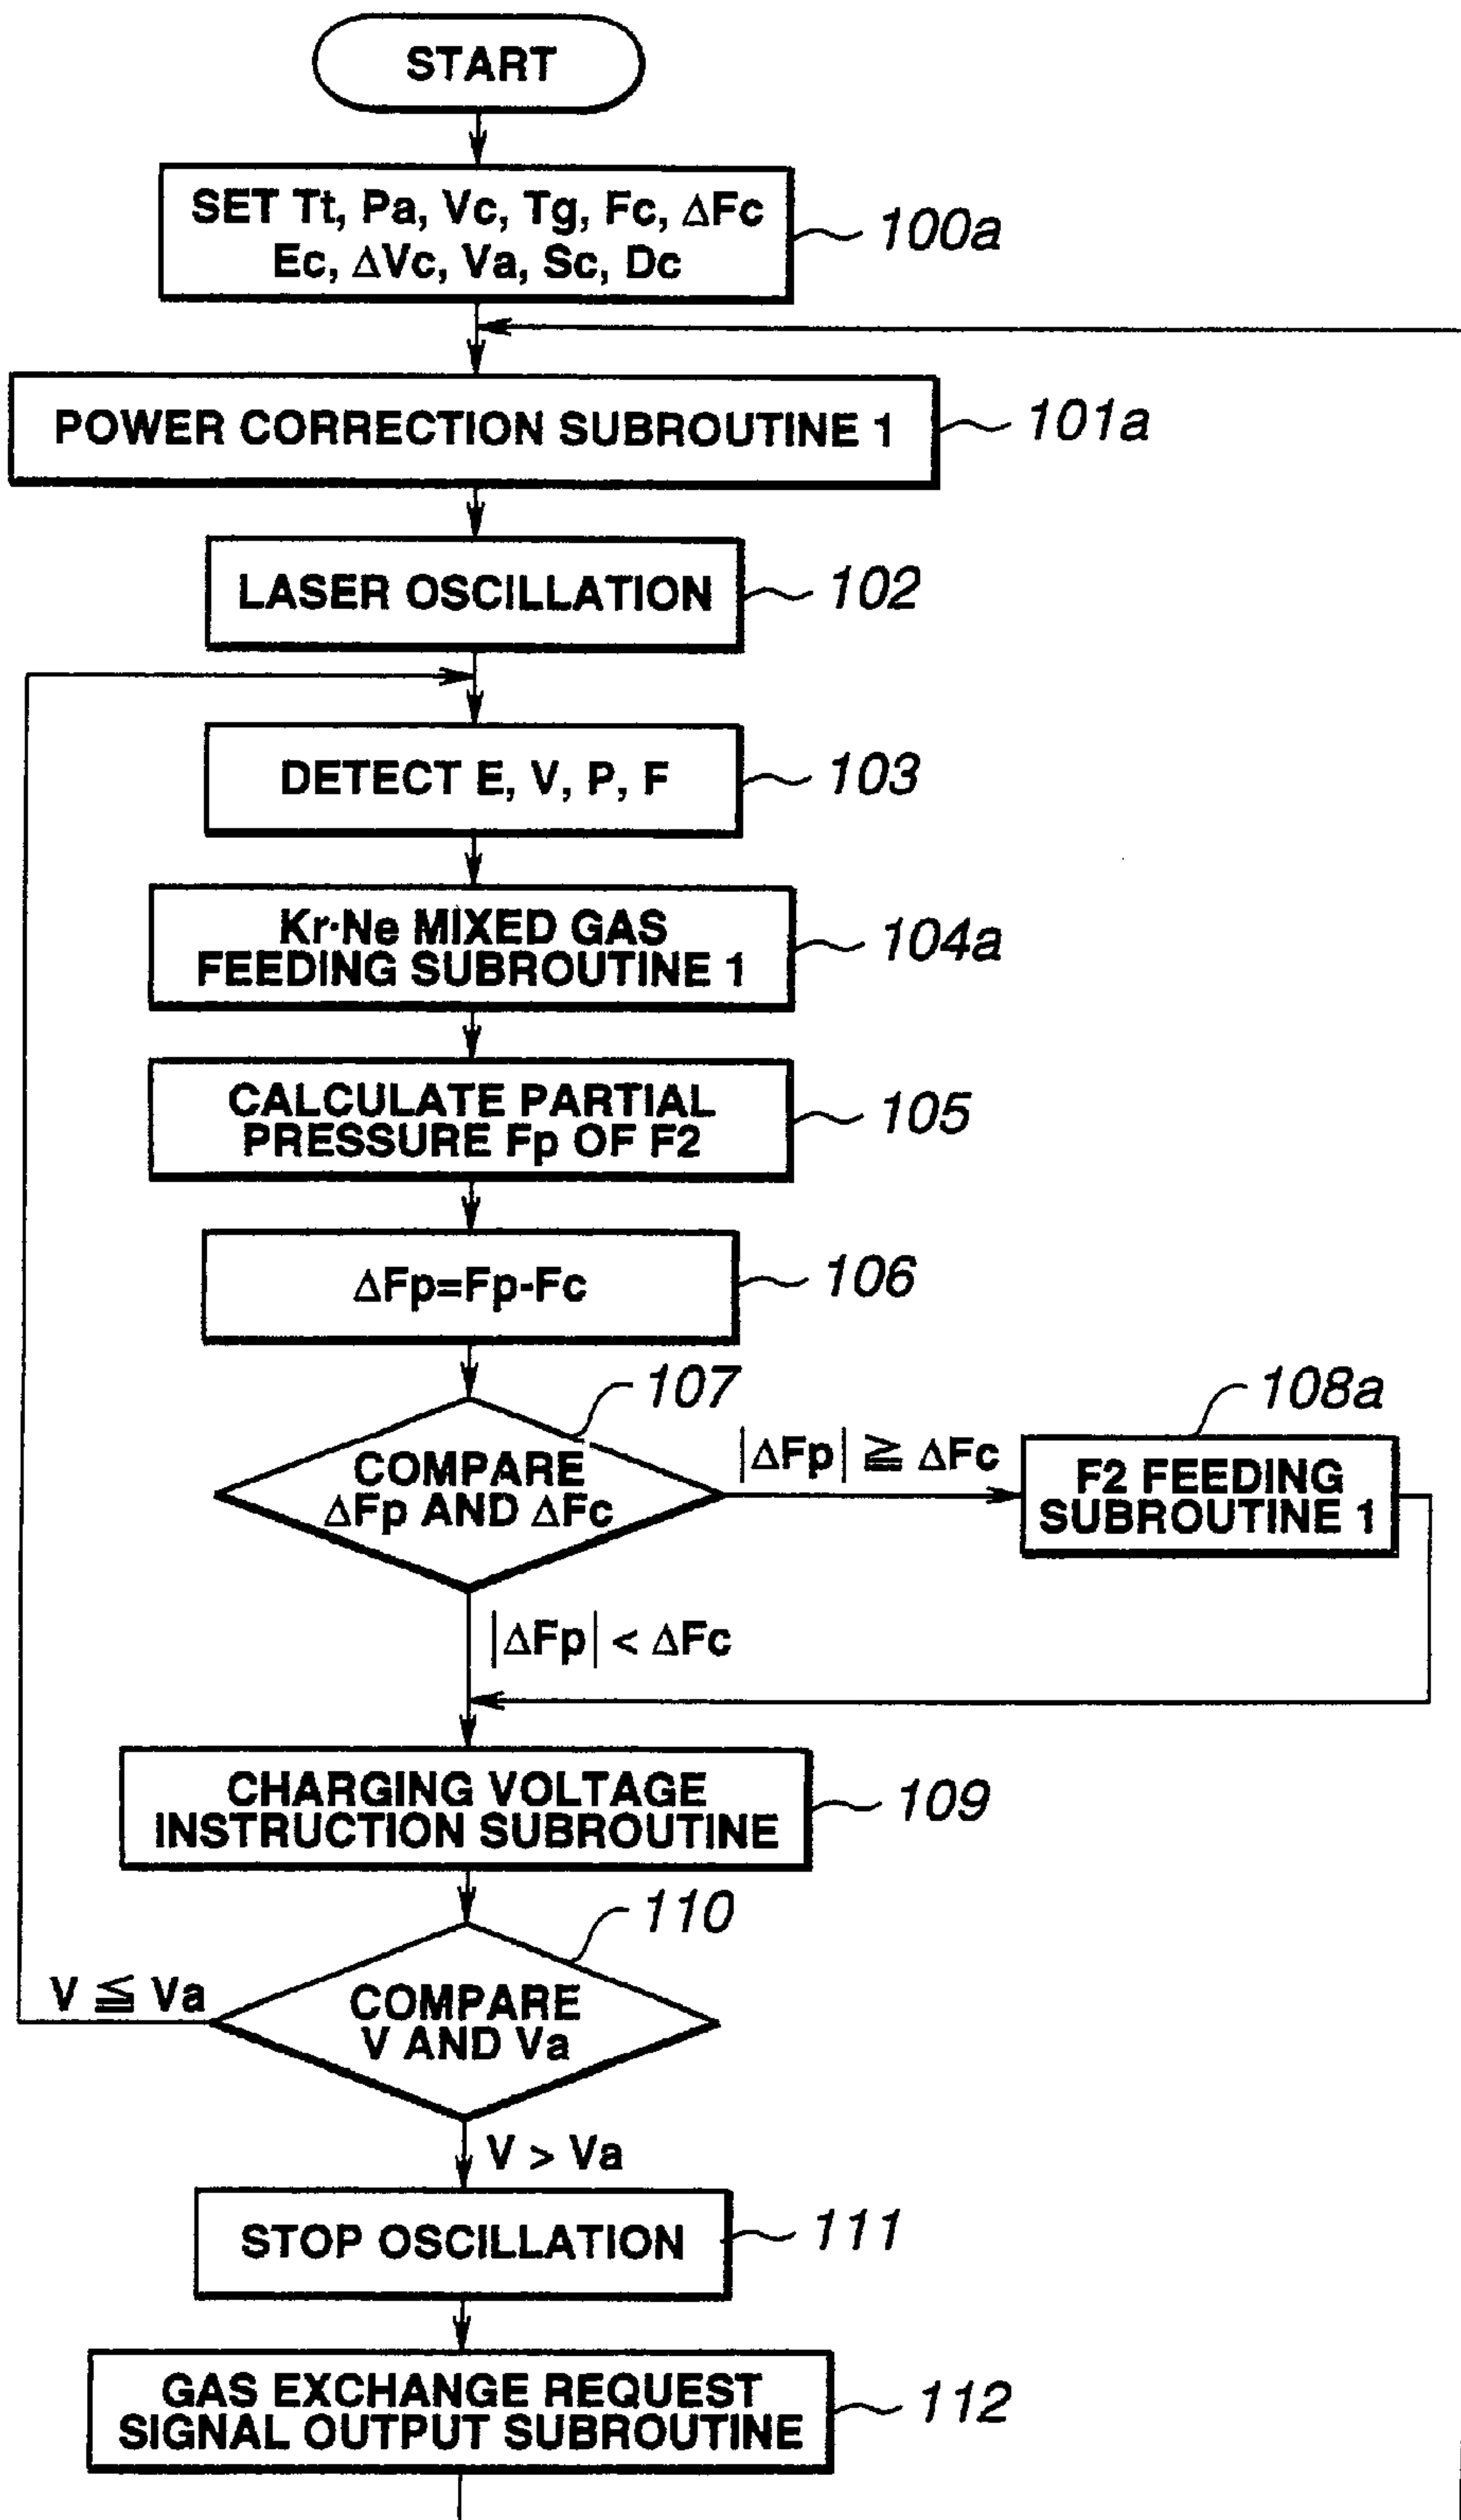 START
SET Tt, Pa, Vc, Tg, Fc, ΔFc
Ec, ΔVc, Va, Sc, Dc
100a
POWER CORRECTION SUBROUTINE 1
101a
LASER OSCILLATION
102
DETECT E, V, P, F
103
Kr·Ne MIXED GAS
FEEDING SUBROUTINE 1
104a
CALCULATE PARTIAL
PRESSURE Fp OF F2
105
ΔFp=Fp-Fc
106
107
COMPARE
ΔFp AND ΔFc
|ΔFp| ≧ ΔFc
108a
F2 FEEDING
SUBROUTINE 1
|ΔFp| < ΔFc
CHARGING VOLTAGE
INSTRUCTION SUBROUTINE
109
110
V ≦ Va
COMPARE
V AND Va
V > Va
STOP OSCILLATION
111
GAS EXCHANGE REQUEST
SIGNAL OUTPUT SUBROUTINE
112